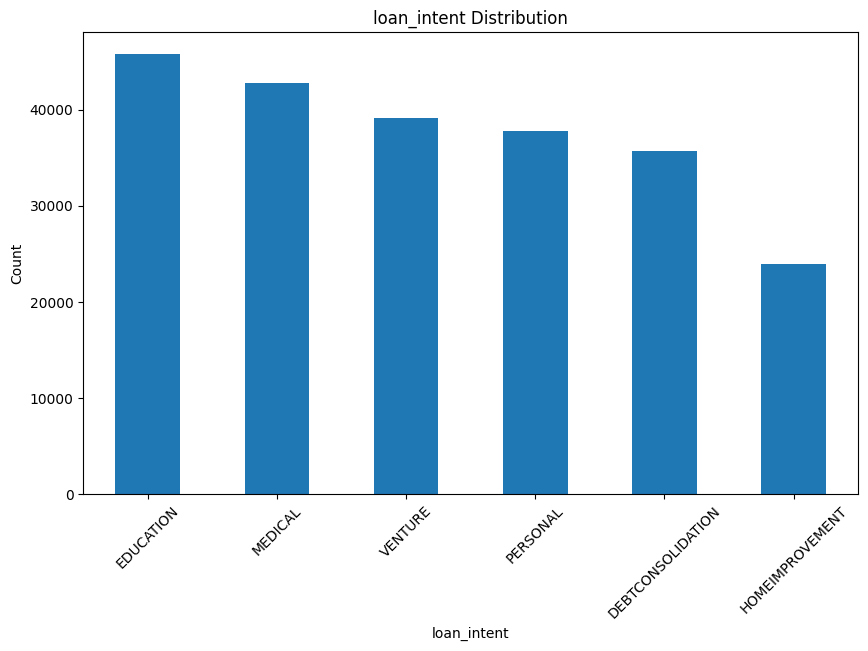 loan_intent Distribution
Count
40000
30000
20000
10000
0
EDUCATION
MEDICAL
VENTURE
PERSONAL
DEBTCONSOLIDATION
HOMEIMPROVEMENT
loan_intent